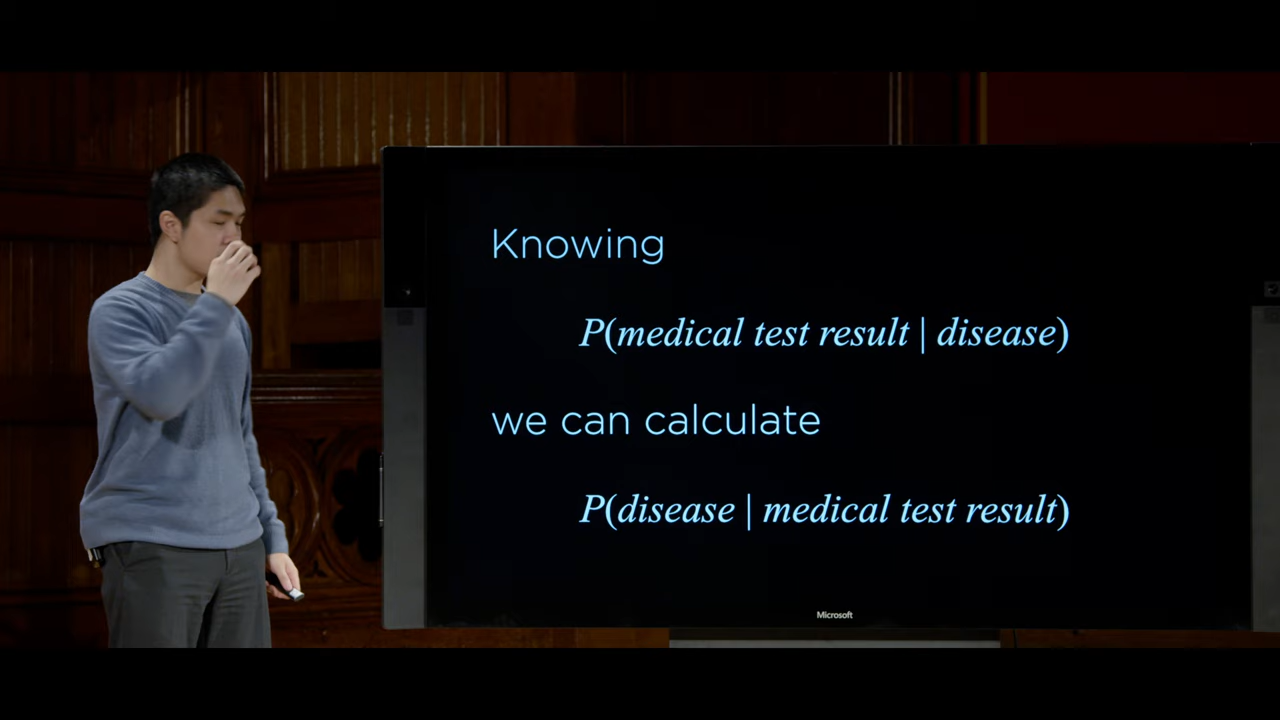 Knowing
P(medical test result | disease)
we can calculate
P(disease | medical test result)
Microsoft